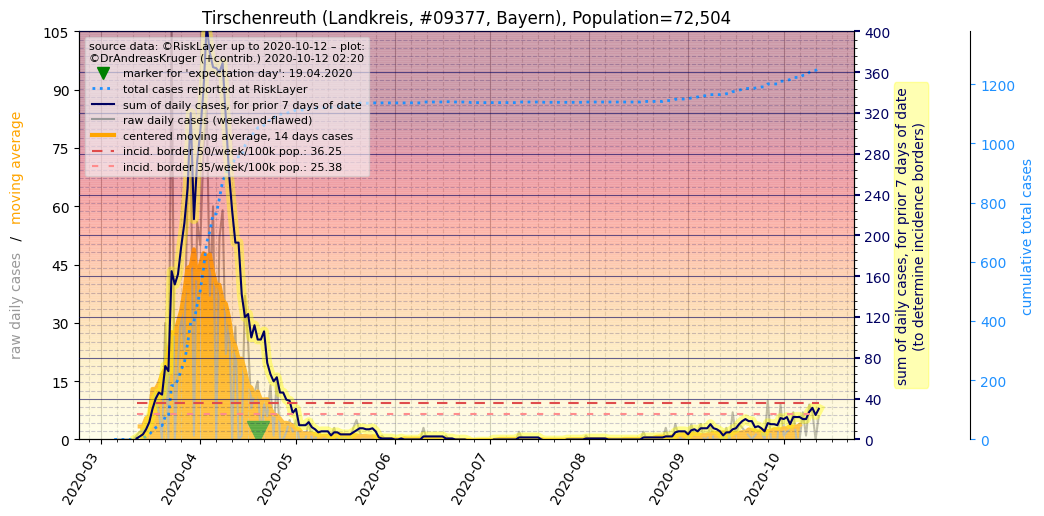 Tirschenreuth (Landkreis, #09377, Bayern), Population=72,504
source data: ©RiskLayer up to 2020-10-12 – plot:
©DrAndreasKruger (+contrib.) 2020-10-12 02:20
marker for 'expectation day': 19.04.2020
total cases reported at RiskLayer
sum of daily cases, for prior 7 days of date
raw daily cases (weekend-flawed)
centered moving average, 14 days cases
incid. border 50/week/100k pop.: 36.25
incid. border 35/week/100k pop.: 25.38
raw daily cases / moving average
105
90
75
60
45
30
15
0
2020-03
2020-04
2020-05
2020-06
2020-07
2020-08
2020-09
2020-10
400
360
320
280
240
200
160
120
80
40
0
sum of daily cases, for prior 7 days of date
(to determine incidence borders)
1200
1000
800
600
400
200
0
cumulative total cases